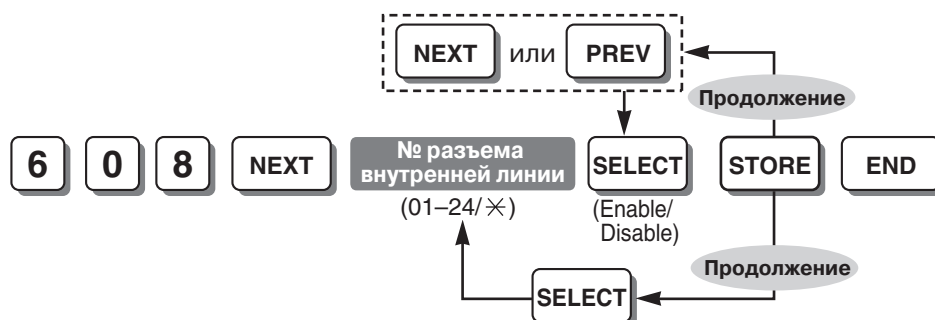 NEXT или PREV
Продолжение
6 0 8 NEXT № разъема внутренней линии SELECT STORE END
(01–24/✕)
(Enable/
Disable)
Продолжение
SELECT